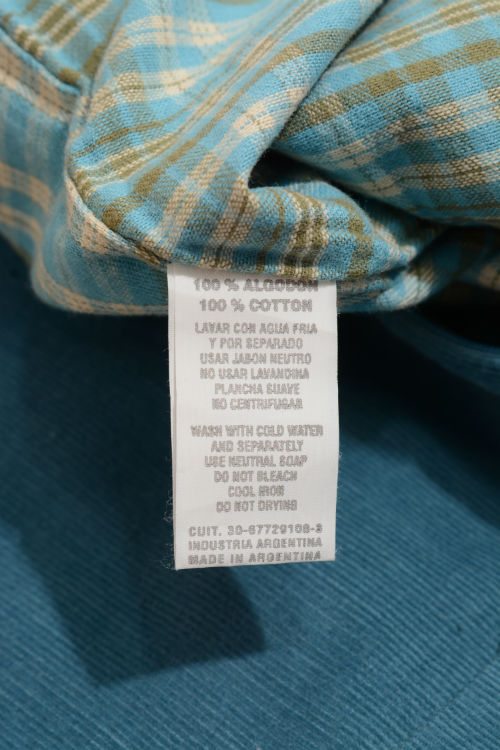 100 % ALGODON
100 % COTTON
LAVAR CON AGUA FRIA
Y POR SEPARADO
USAR JABON NEUTRO
NO USAR LAVANDINA
PLANCHA SUAVE
NO CENTRIFUGAR
WASH WITH COLD WATER
AND SEPARATELY
USE NEUTRAL SOAP
DO NOT BLEACH
COOL IRON
DO NOT DRYING
CUIT. 30-67729108-3
INDUSTRIA ARGENTINA
MADE IN ARGENTINA